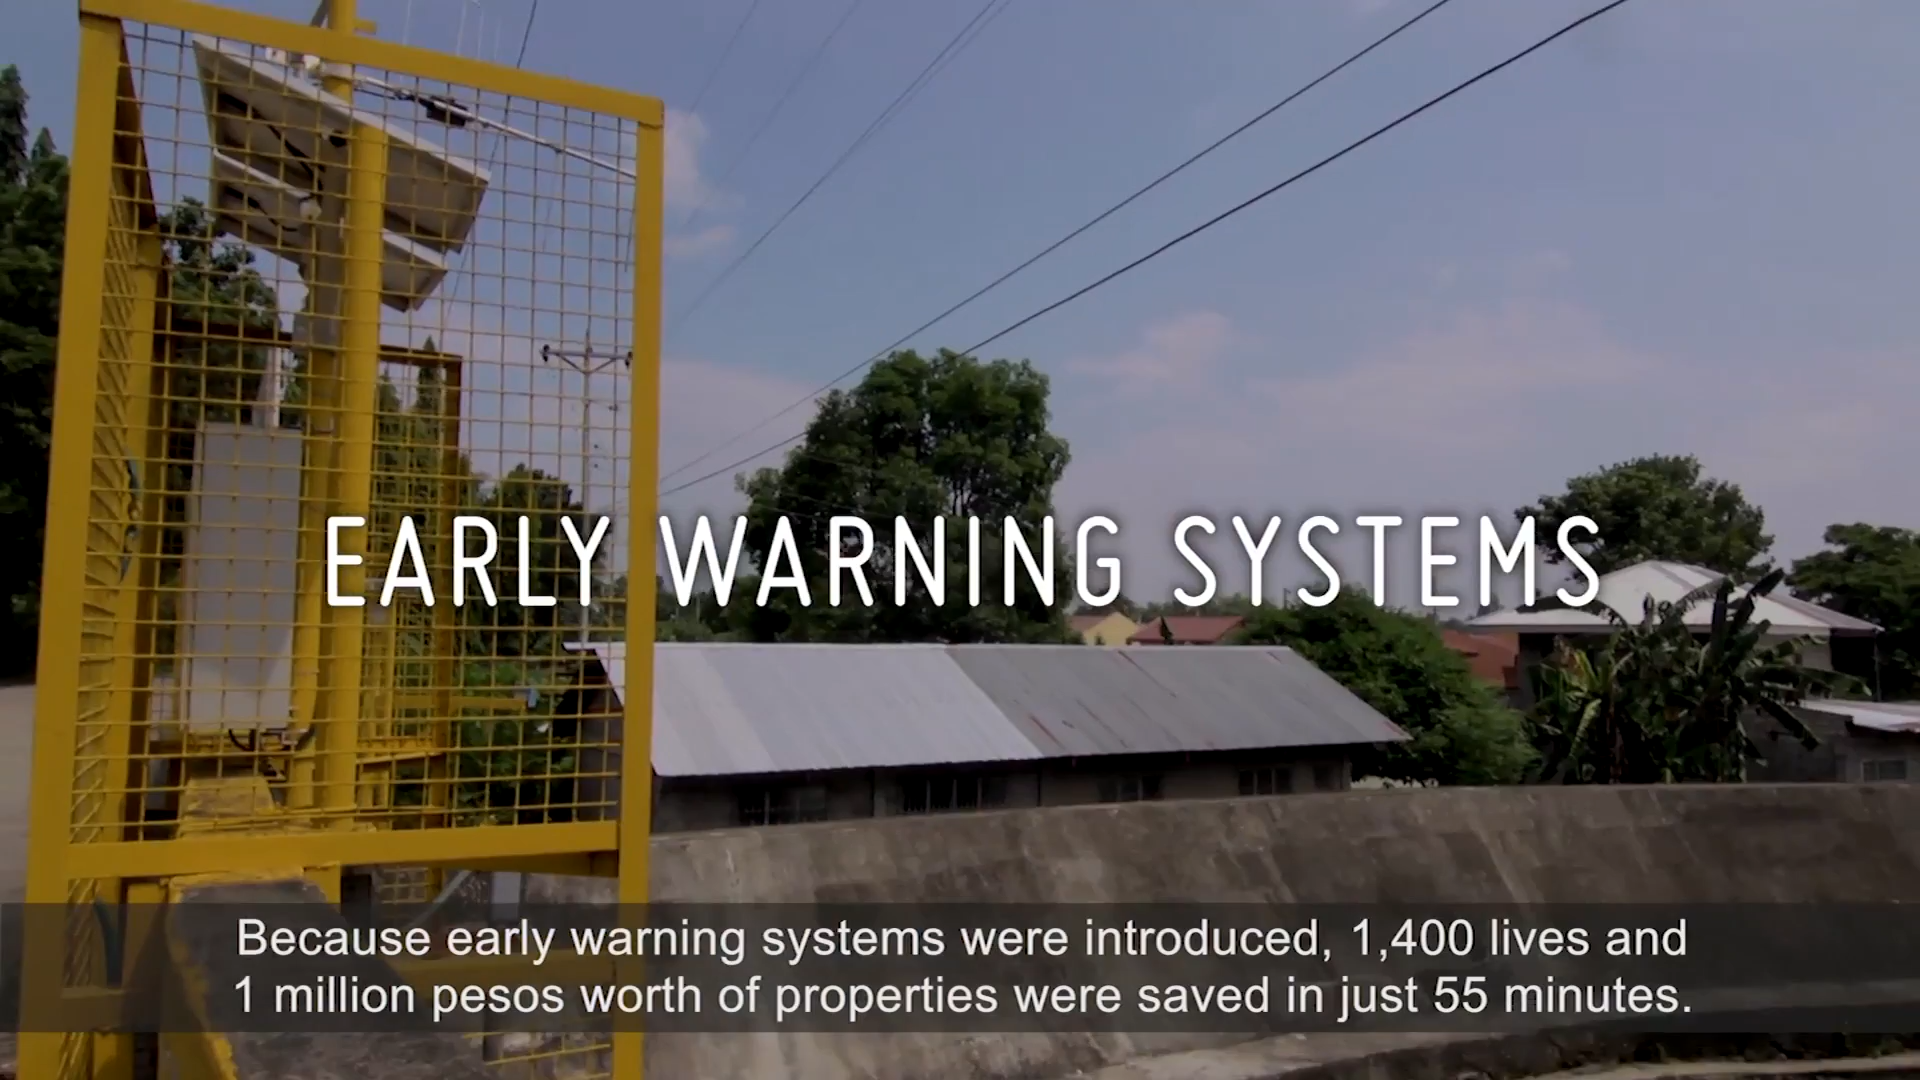 EARLY WARNING SYSTEMS
Because early warning systems were introduced, 1,400 lives and
1 million pesos worth of properties were saved in just 55 minutes.